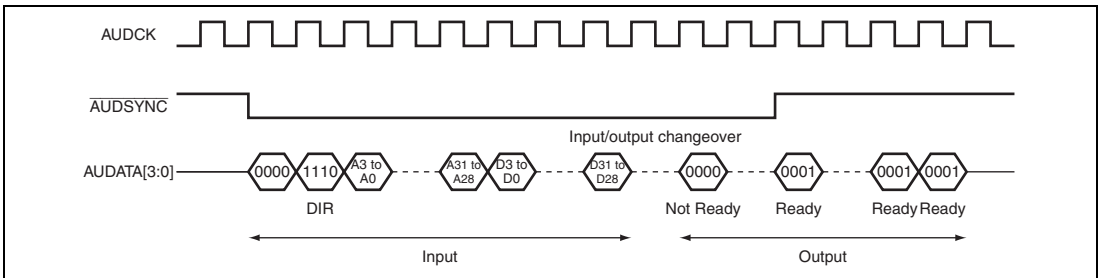 AUDCK
AUDSYNC
Input/output changeover
AUDATA[3:0]
0000
1110
A3 to
A0
A31 to
A28
D3 to
D0
D31 to
D28
0000
0001
0001
0001
DIR
Not Ready
Ready
Ready
Ready
Input
Output